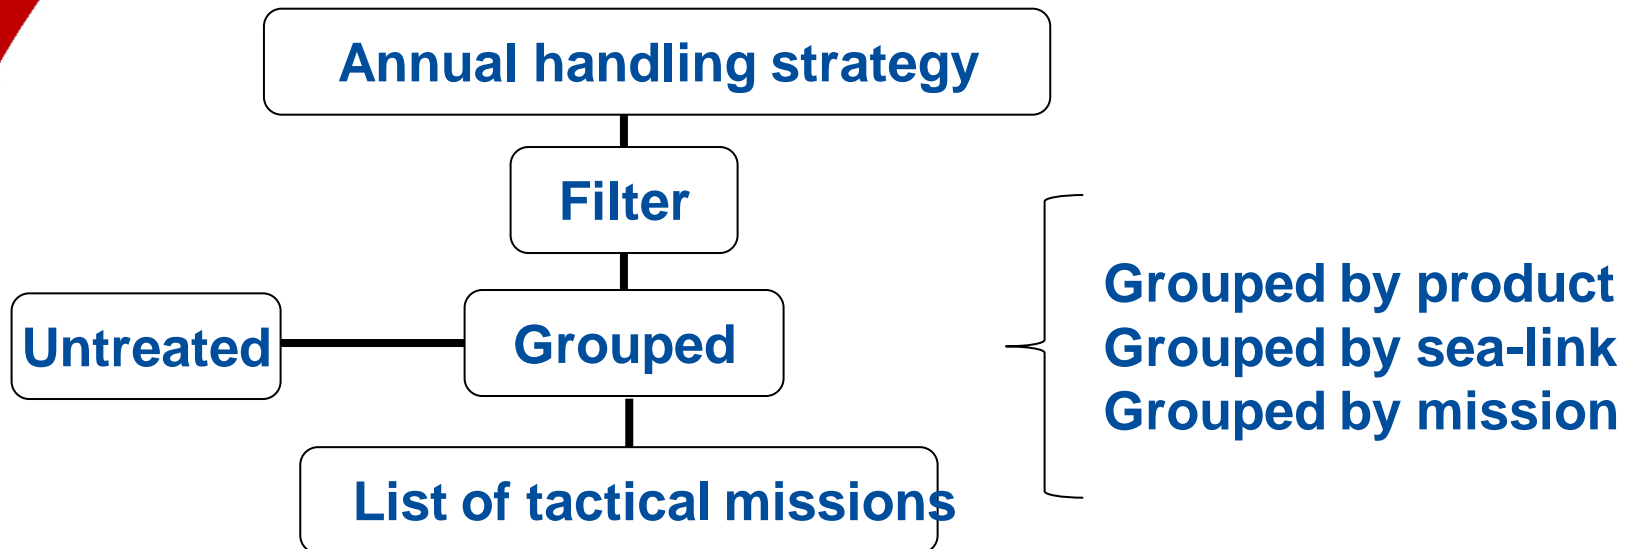 Annual handling strategy
Filter
Untreated
Grouped
List of tactical missions
Grouped by product
Grouped by sea-link
Grouped by mission